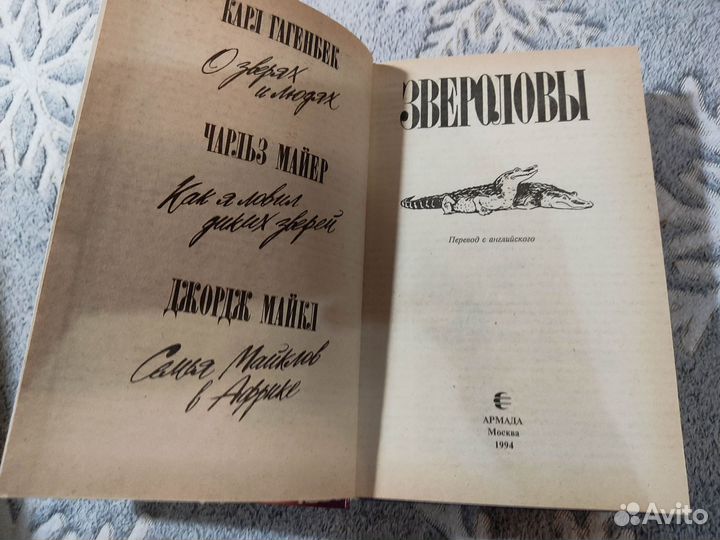 КАРЛ ГАГЕНБЕК
О зверях
и людях
ЧАРЛЬЗ МАЙЕР
Как я ловил
диких зверей
ДЖОРДЖ МАЙКЛ
Семья Майклов
в Африке
ЗВЕРОЛОВЫ
Перевод с английского
АРМАДА
Москва
1994
Avito